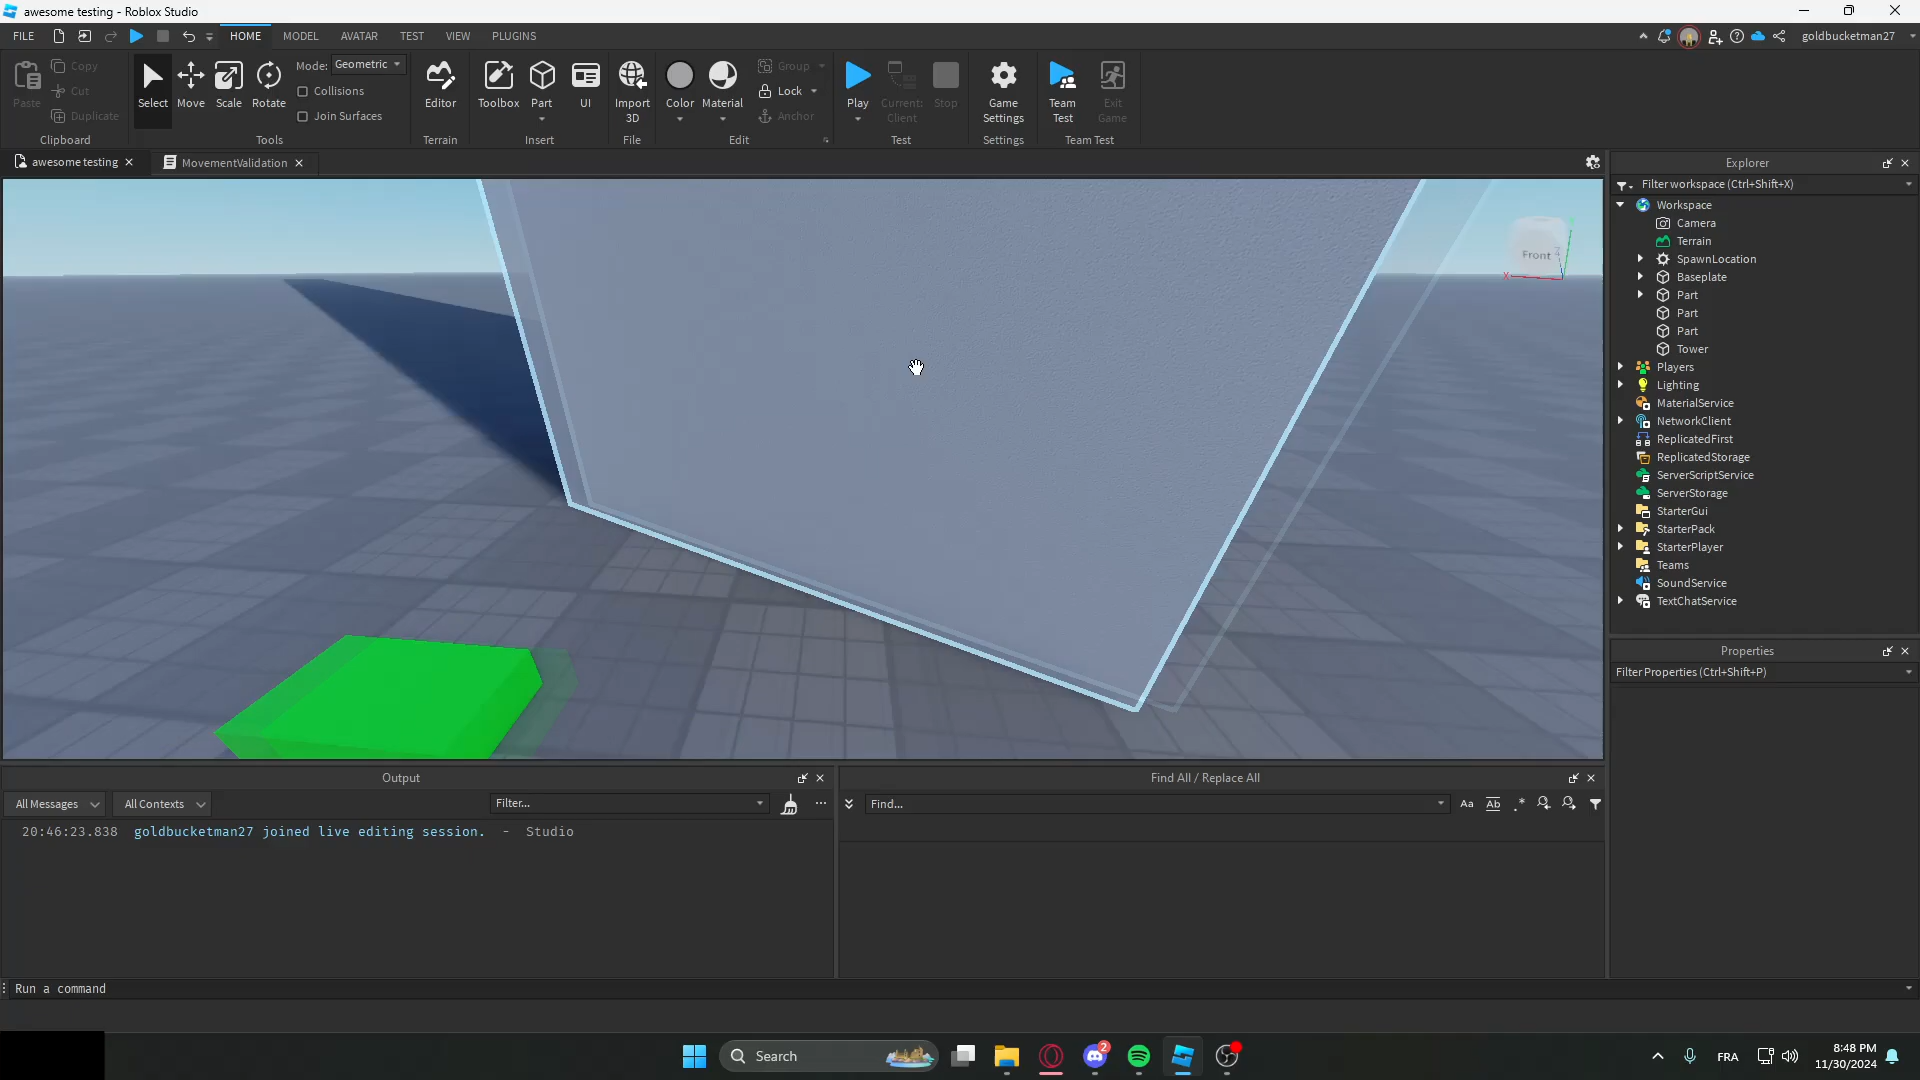 awesome testing - Roblox Studio
FILE HOME MODEL AVATAR TEST VIEW PLUGINS goldbucketman27
Paste Copy Cut Duplicate Clipboard
Select Move Scale Rotate Mode: Geometric Collisions Join Surfaces Tools
Editor Terrain
Toolbox Part UI Insert
Import 3D File
Color Material Group Lock Anchor Edit
Play Current: Client Stop Test
Game Settings Settings
Team Test Exit Game Team Test
awesome testing MovementValidation
Front
X
Explorer
Filter workspace (Ctrl+Shift+X)
Workspace
Camera
Terrain
SpawnLocation
Baseplate
Part
Part
Part
Tower
Players
Lighting
MaterialService
NetworkClient
ReplicatedFirst
ReplicatedStorage
ServerScriptService
ServerStorage
StarterGui
StarterPack
StarterPlayer
Teams
SoundService
TextChatService
Properties
Filter Properties (Ctrl+Shift+P)
Output
All Messages All Contexts Filter...
20:46:23.838 goldbucketman27 joined live editing session. - Studio
Find All / Replace All
Find... Aa Ab .*
Run a command
Search
2
FRA
8:48 PM
11/30/2024